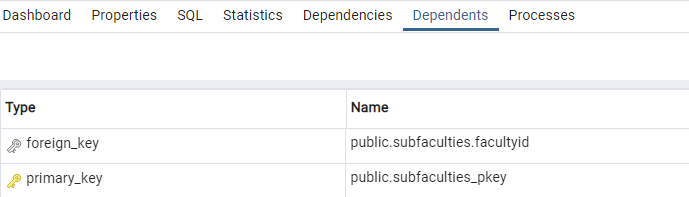 Dashboard Properties SQL Statistics Dependencies Dependents Processes
Type Name
foreign_key public.subfaculties.facultyid
primary_key public.subfaculties_pkey